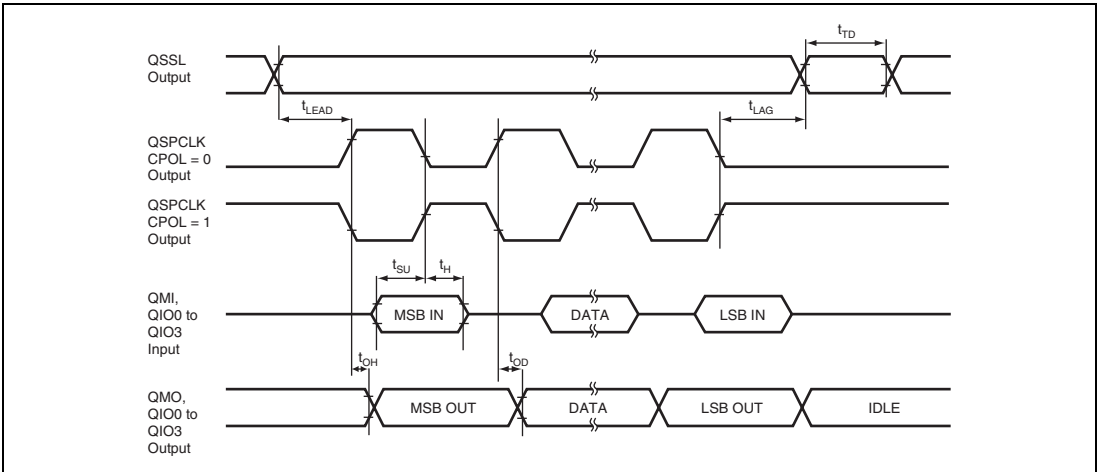 tTD
QSSL
Output
tLEAD
tLAG
QSPCLK
CPOL = 0
Output
QSPCLK
CPOL = 1
Output
tSU
tH
QMI,
QIO0 to
QIO3
Input
MSB IN
DATA
LSB IN
tOH
tOD
QMO,
QIO0 to
QIO3
Output
MSB OUT
DATA
LSB OUT
IDLE